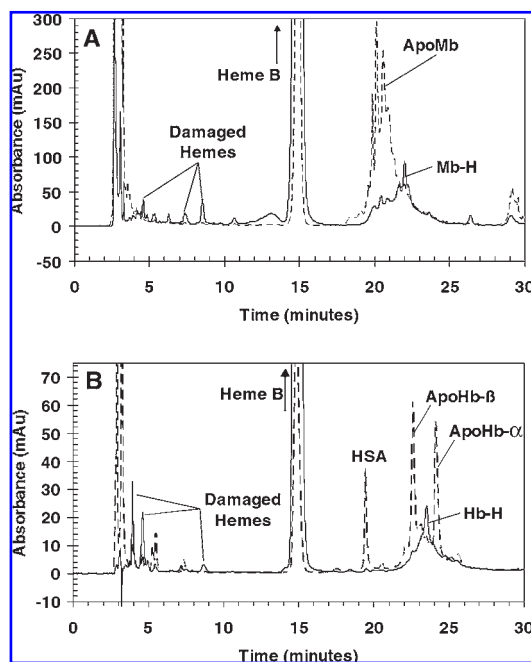 A
Absorbance (mAu)
300
250
200
150
100
50
0
-50
Heme B
ApoMb
Damaged
Hemes
Mb-H
0 5 10 15 20 25 30
Time (minutes)
B
Absorbance (mAu)
70
60
50
40
30
20
10
0
-10
Heme B
ApoHb-ß
ApoHb-α
HSA
Damaged
Hemes
Hb-H
0 5 10 15 20 25 30
Time (minutes)